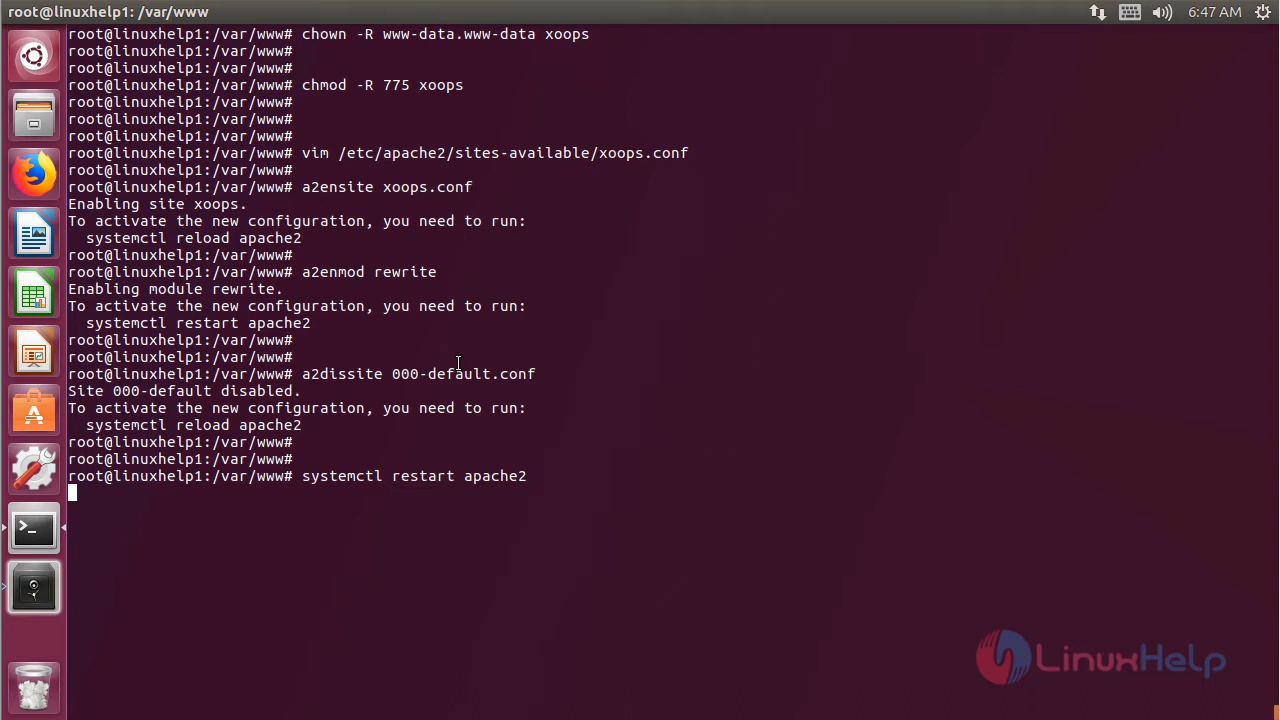 root@linuxhelp1: /var/www
6:47 AM
root@linuxhelp1:/var/www# chown -R www-data.www-data xoops
root@linuxhelp1:/var/www#
root@linuxhelp1:/var/www#
root@linuxhelp1:/var/www# chmod -R 775 xoops
root@linuxhelp1:/var/www#
root@linuxhelp1:/var/www#
root@linuxhelp1:/var/www#
root@linuxhelp1:/var/www# vim /etc/apache2/sites-available/xoops.conf
root@linuxhelp1:/var/www#
root@linuxhelp1:/var/www# a2ensite xoops.conf
Enabling site xoops.
To activate the new configuration, you need to run:
  systemctl reload apache2
root@linuxhelp1:/var/www#
root@linuxhelp1:/var/www# a2enmod rewrite
Enabling module rewrite.
To activate the new configuration, you need to run:
  systemctl restart apache2
root@linuxhelp1:/var/www#
root@linuxhelp1:/var/www#
root@linuxhelp1:/var/www# a2dissite 000-default.conf
Site 000-default disabled.
To activate the new configuration, you need to run:
  systemctl reload apache2
root@linuxhelp1:/var/www#
root@linuxhelp1:/var/www#
root@linuxhelp1:/var/www# systemctl restart apache2
LinuxHelp